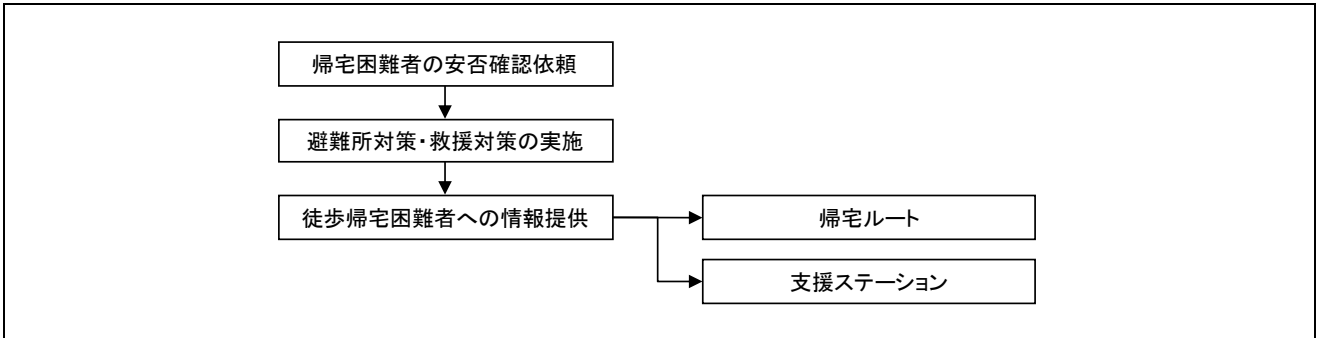 帰宅困難者の安否確認依頼
避難所対策・救援対策の実施
徒歩帰宅困難者への情報提供
帰宅ルート
支援ステーション